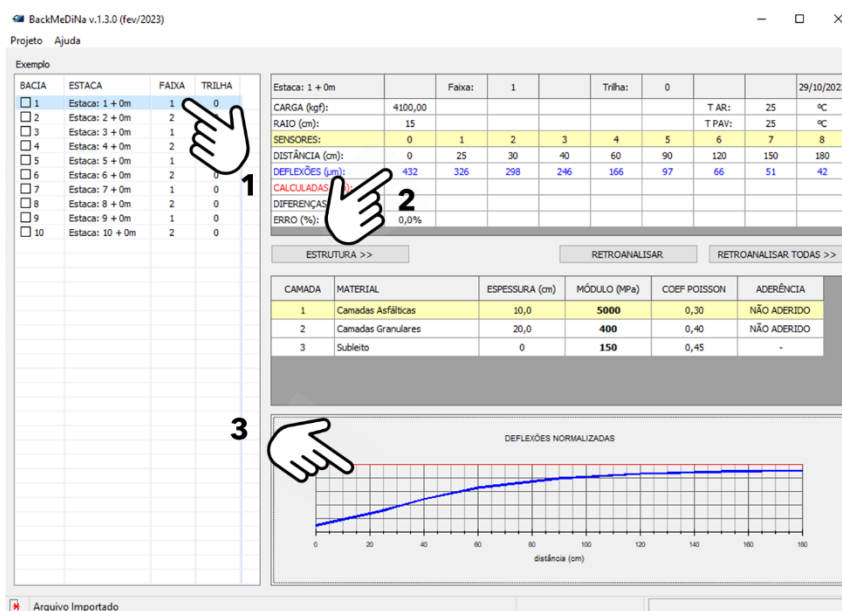 BackMeDiNa v.1.3.0 (fev/2023)
Projeto Ajuda
Exemplo
BACIA ESTACA FAIXA TRILHA
1 Estaca: 1 + 0m 1 0
2 Estaca: 2 + 0m 2
3 Estaca: 3 + 0m 1
4 Estaca: 4 + 0m 2
5 Estaca: 5 + 0m 1
6 Estaca: 6 + 0m 2 0
7 Estaca: 7 + 0m 1 0
8 Estaca: 8 + 0m 2 0
9 Estaca: 9 + 0m 1 0
10 Estaca: 10 + 0m 2 0
1
Estaca: 1 + 0m Faixa: 1 Trilha: 0 29/10/202
CARGA (kgf): 4100,00 T AR: 25 ºC
RAIO (cm): 15 T PAV: 25 ºC
SENSORES: 0 1 2 3 4 5 6 7 8
DISTÂNCIA (cm): 0 25 30 40 60 90 120 150 180
DEFLEXÕES (µm): 432 326 298 246 166 97 66 51 42
CALCULADAS
DIFERENÇAS
ERRO (%): 0,0%
2
ESTRUTURA >> RETROANALISAR RETROANALISAR TODAS >>
CAMADA MATERIAL ESPESSURA (cm) MÓDULO (MPa) COEF POISSON ADERÊNCIA
1 Camadas Asfálticas 10,0 5000 0,30 NÃO ADERIDO
2 Camadas Granulares 20,0 400 0,40 NÃO ADERIDO
3 Subleito 0 150 0,45 -
3
DEFLEXÕES NORMALIZADAS
0 20 40 60 80 100 120 140 160 180
distância (cm)
Arquivo Importado